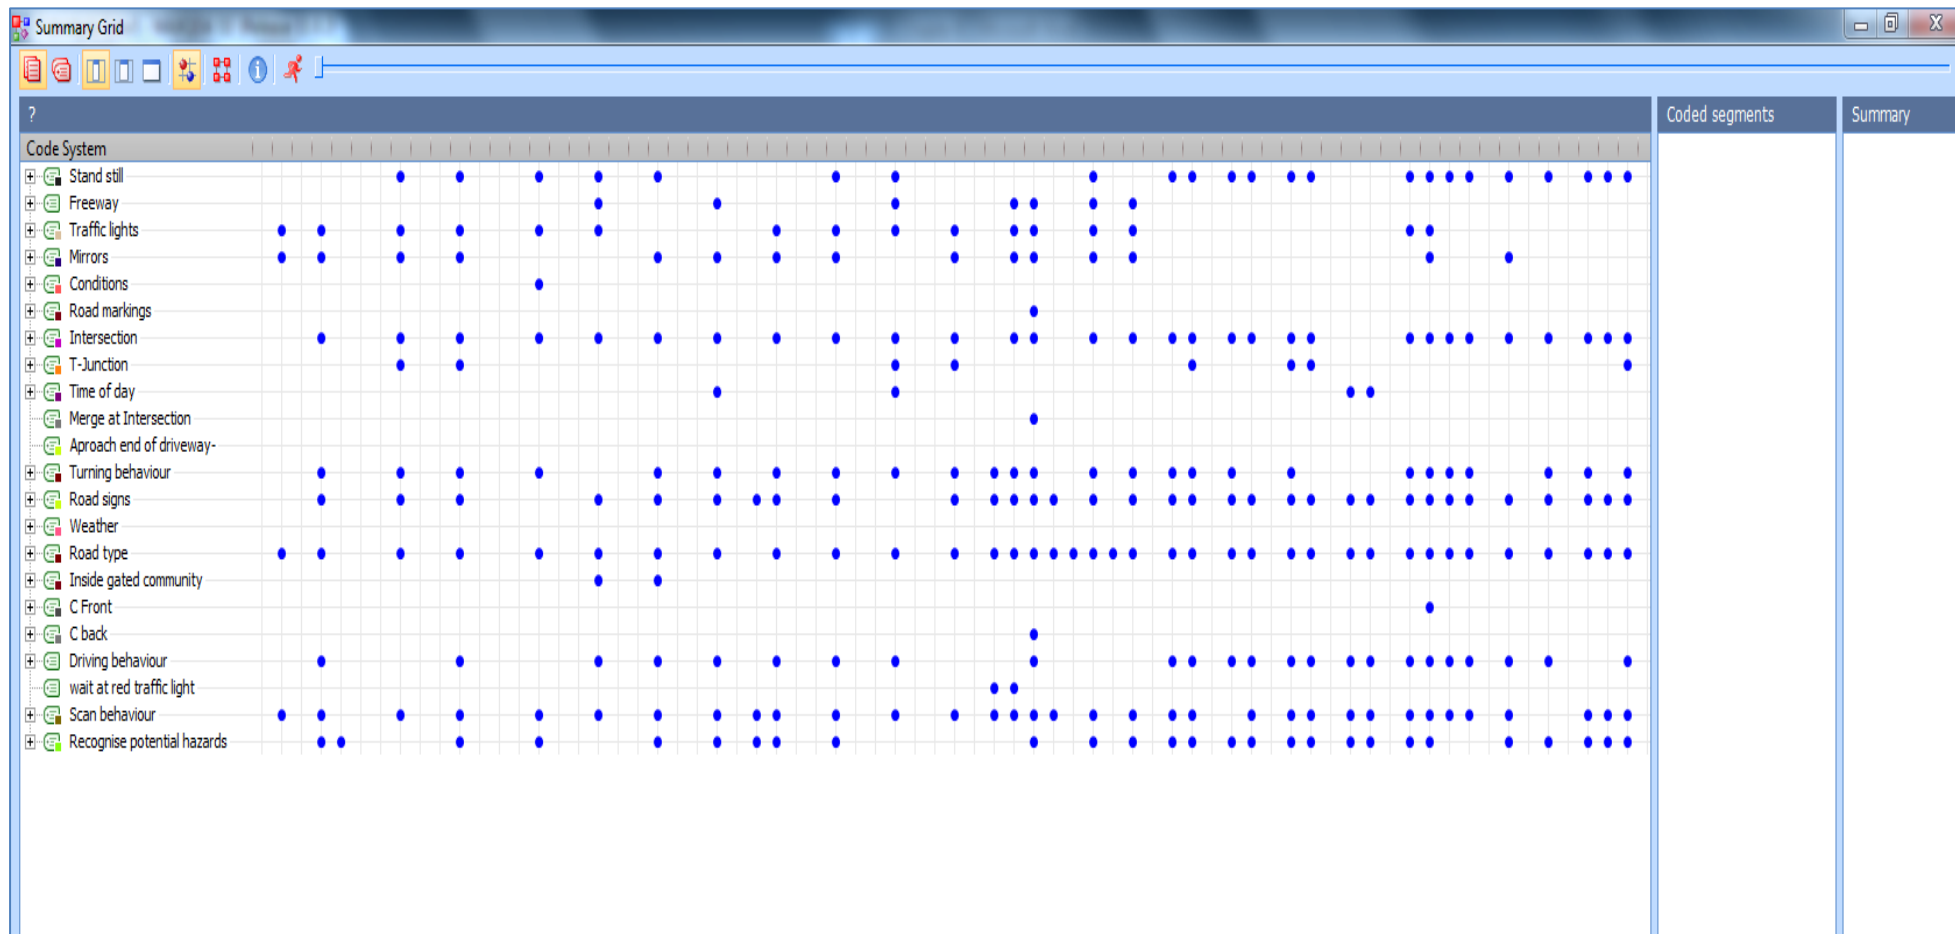 Summary Grid
?
Coded segments
Summary
Code System
Stand still
Freeway
Traffic lights
Mirrors
Conditions
Road markings
Intersection
T-Junction
Time of day
Merge at Intersection
Aproach end of driveway-
Turning behaviour
Road signs
Weather
Road type
Inside gated community
C Front
C back
Driving behaviour
wait at red traffic light
Scan behaviour
Recognise potential hazards